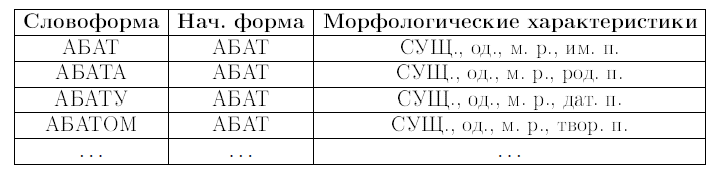 Словоформа Нач. форма Морфологические характеристики
АБАТ АБАТ СУЩ., од., м. р., им. п.
АБАТА АБАТ СУЩ., од., м. р., род. п.
АБАТУ АБАТ СУЩ., од., м. р., дат. п.
АБАТОМ АБАТ СУЩ., од., м. р., твор. п.
... ... ...